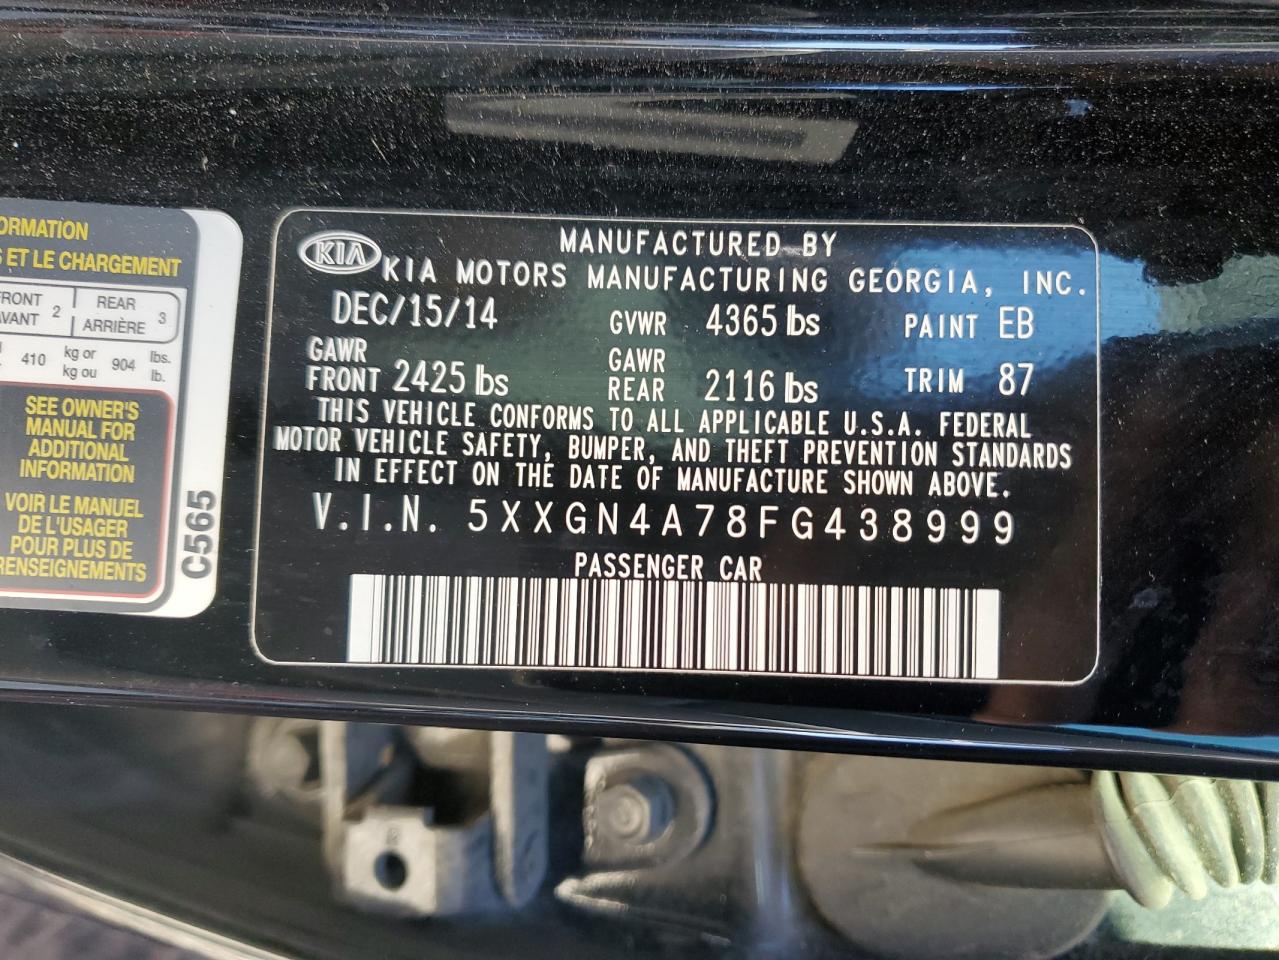 ORMATION
ET LE CHARGEMENT
FRONT 2 REAR 3
AVANT ARRIÈRE
410 kg or 904 lbs.
kg ou lb.
SEE OWNER'S
MANUAL FOR
ADDITIONAL
INFORMATION
VOIR LE MANUEL
DE L'USAGER
POUR PLUS DE
RENSEIGNEMENTS
C565
MANUFACTURED BY
KIA KIA MOTORS MANUFACTURING GEORGIA, INC.
DEC/15/14 GVWR 4365 lbs PAINT EB
GAWR FRONT 2425 lbs GAWR REAR 2116 lbs TRIM 87
THIS VEHICLE CONFORMS TO ALL APPLICABLE U.S.A. FEDERAL
MOTOR VEHICLE SAFETY, BUMPER, AND THEFT PREVENTION STANDARDS
IN EFFECT ON THE DATE OF MANUFACTURE SHOWN ABOVE.
V.I.N. 5XXGN4A78FG438999
PASSENGER CAR